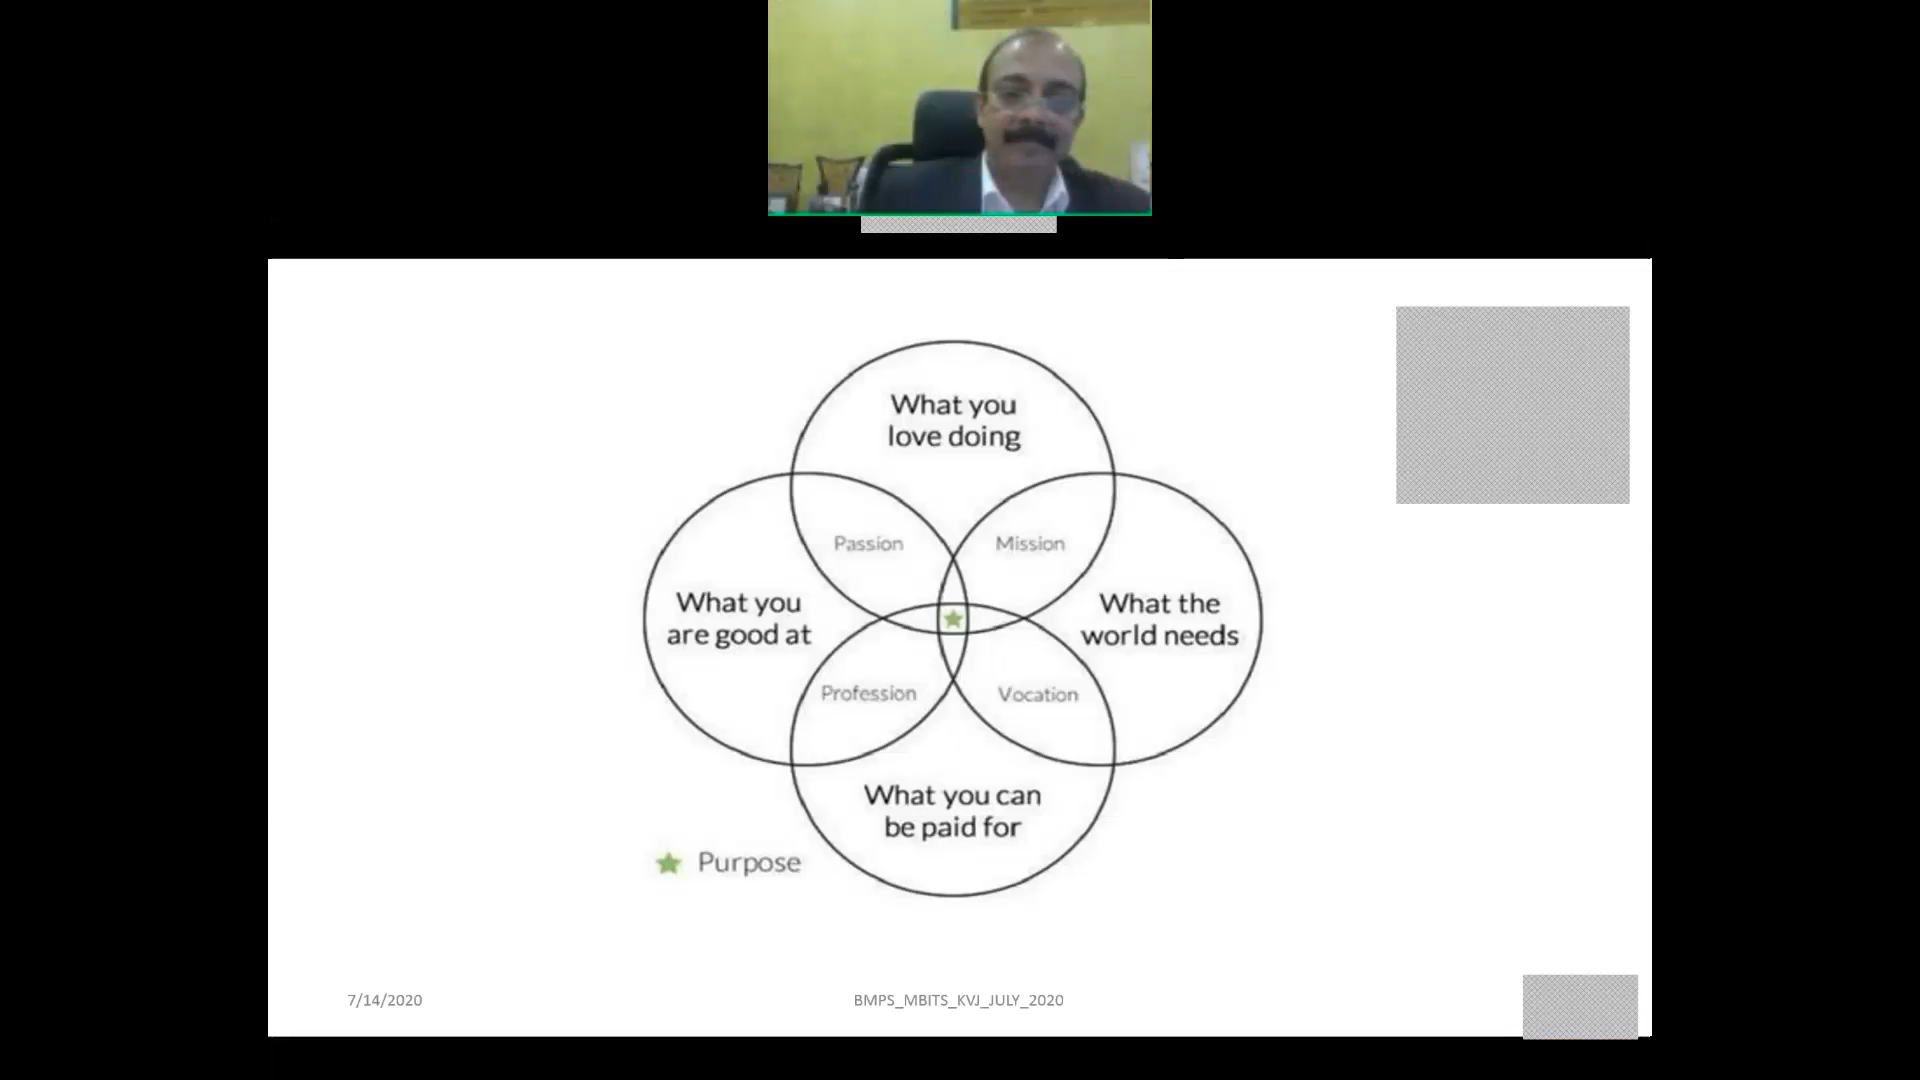 What you
love doing
Passion
Mission
What you
are good at
What the
world needs
Profession
Vocation
What you can
be paid for
Purpose
7/14/2020
BMPS_MBITS_KVJ_JULY_2020